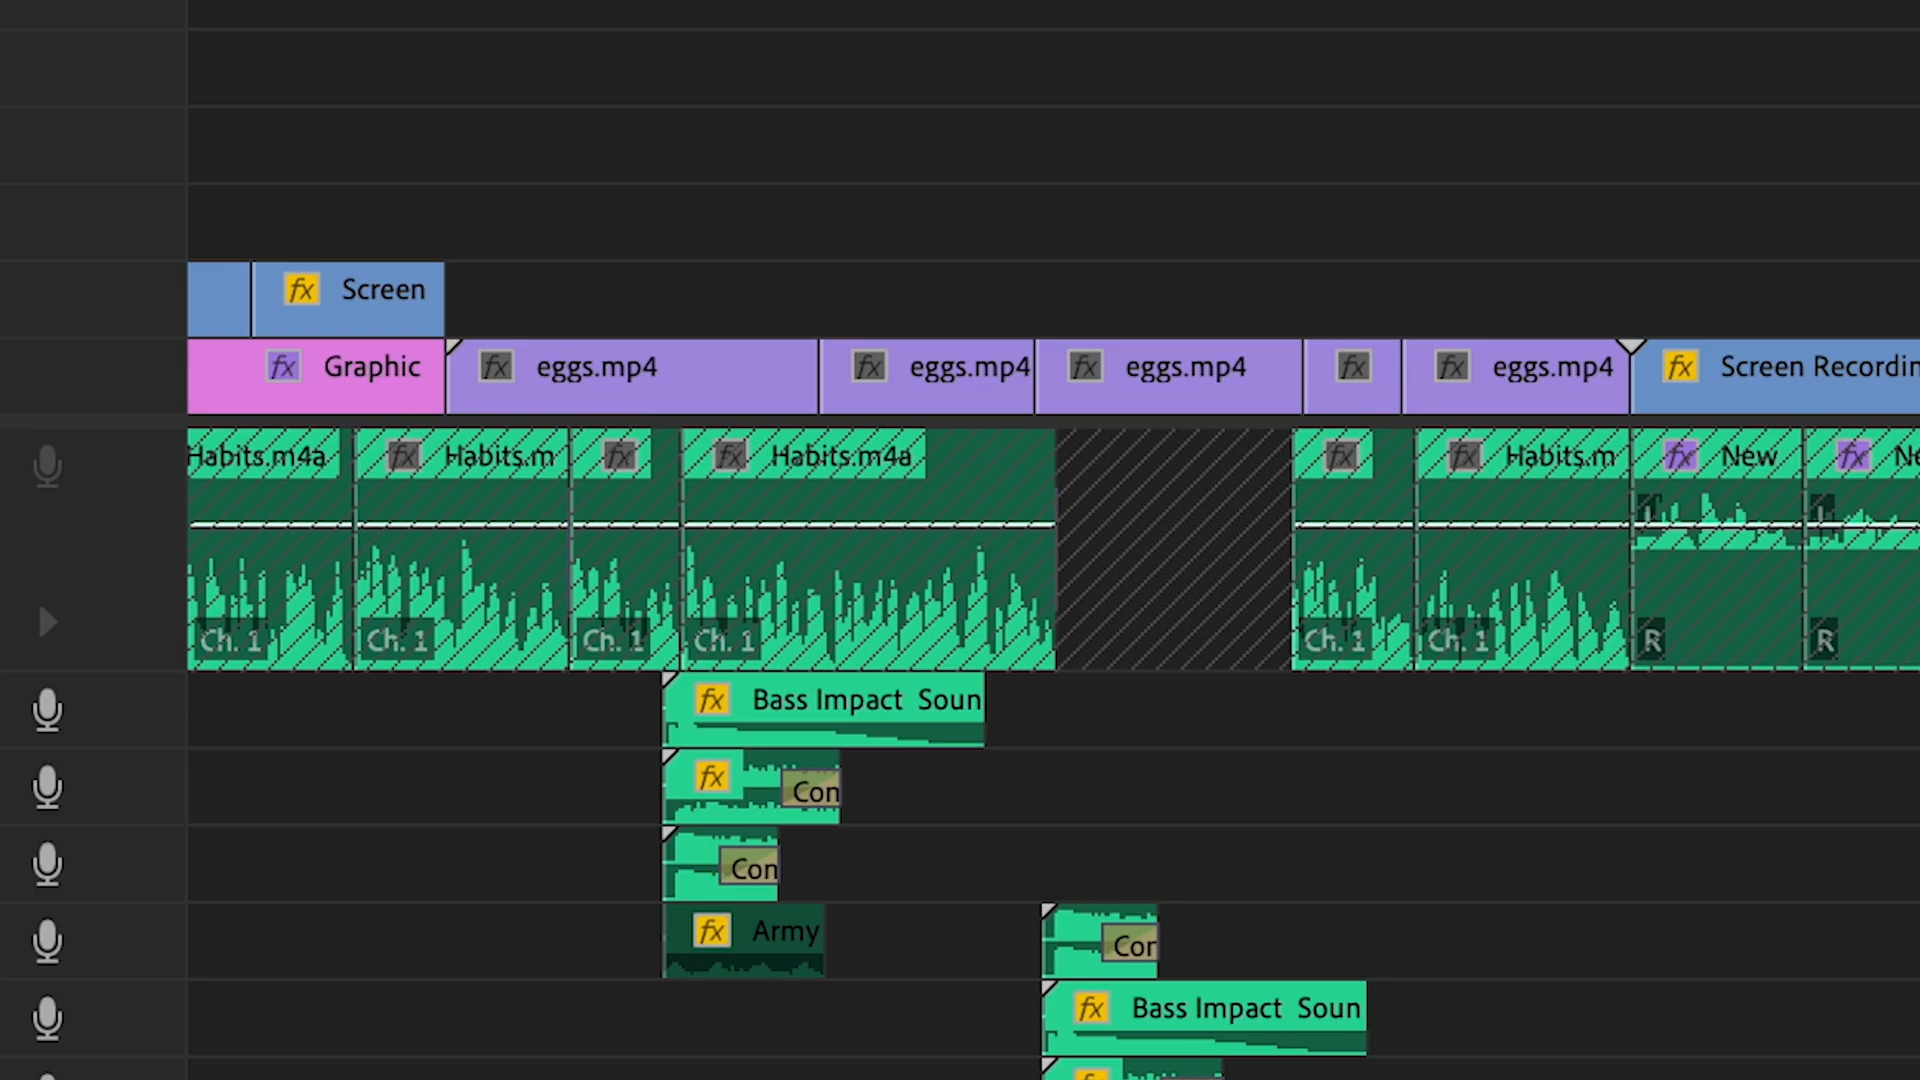 fx Screen
fx Graphic fx eggs.mp4 fx eggs.mp4 fx eggs.mp4 fx fx eggs.mp4 fx Screen Recordin
Habits.m4a fx Habits.m fx fx Habits.m4a fx fx Habits.m fx New fx Ne
L L
Ch. 1 Ch. 1 Ch. 1 Ch. 1 Ch. 1 Ch. 1 R R
fx Bass Impact Soun
fx Con
Con
fx Army Cor
fx Bass Impact Soun